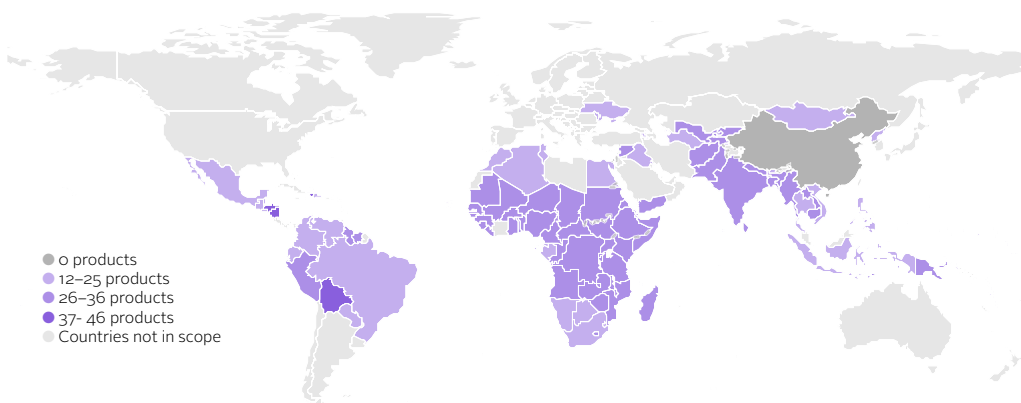 0 products
12–25 products
26–36 products
37- 46 products
Countries not in scope